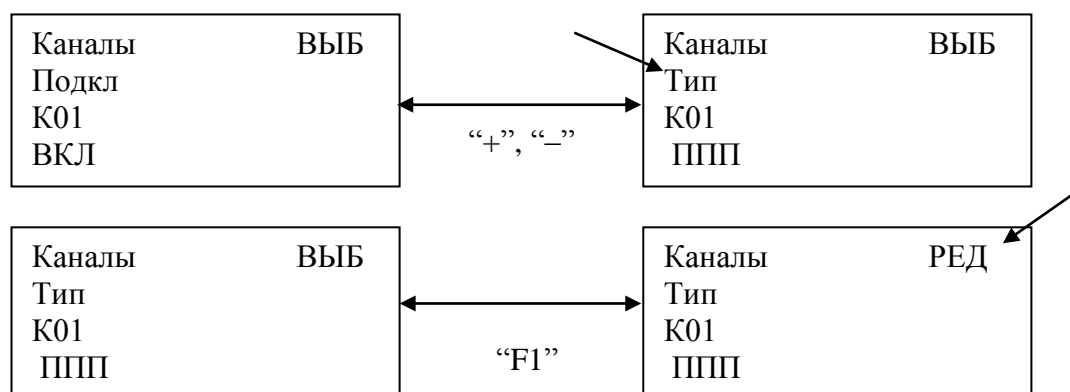 Каналы ВЫБ
Подкл
К01
ВКЛ
“+”, “–”
Каналы ВЫБ
Тип
К01
ППП
Каналы ВЫБ
Тип
К01
ППП
“F1”
Каналы РЕД
Тип
К01
ППП